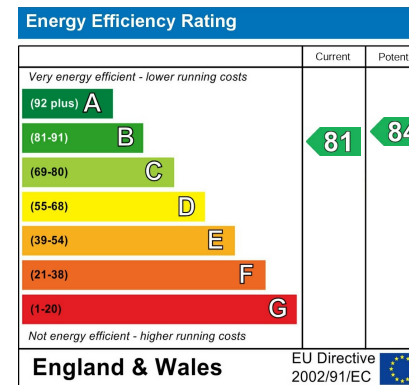 Energy Efficiency Rating
Current Potent
Very energy efficient - lower running costs
(92 plus) A
(81-91) B
81 84
(69-80) C
(55-68) D
(39-54) E
(21-38) F
(1-20) G
Not energy efficient - higher running costs
England & Wales
EU Directive
2002/91/EC